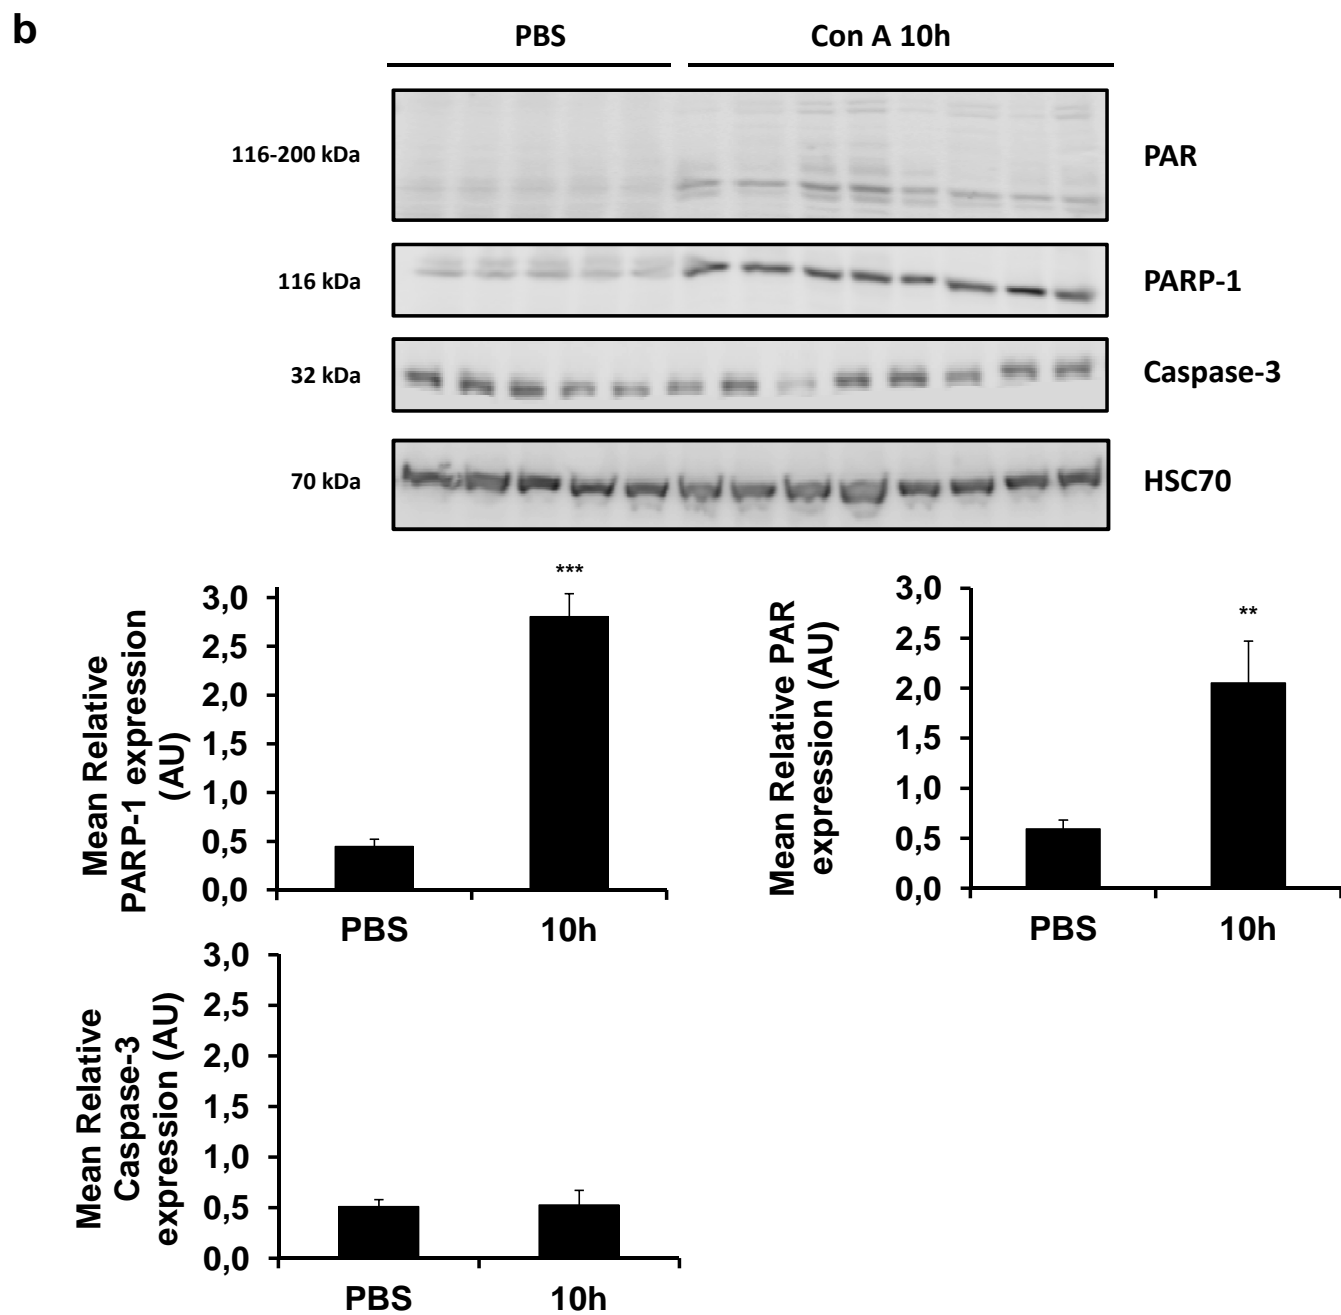 b
PBS
Con A 10h
116-200 kDa
PAR
116 kDa
PARP-1
32 kDa
Caspase-3
70 kDa
HSC70
Mean Relative
PARP-1 expression
(AU)
3,0
2,5
2,0
1,5
1,0
0,5
0,0
***
PBS
10h
Mean Relative PAR
expression (AU)
3,0
2,5
2,0
1,5
1,0
0,5
0,0
**
PBS
10h
Mean Relative
Caspase-3
expression (AU)
3,0
2,5
2,0
1,5
1,0
0,5
0,0
PBS
10h